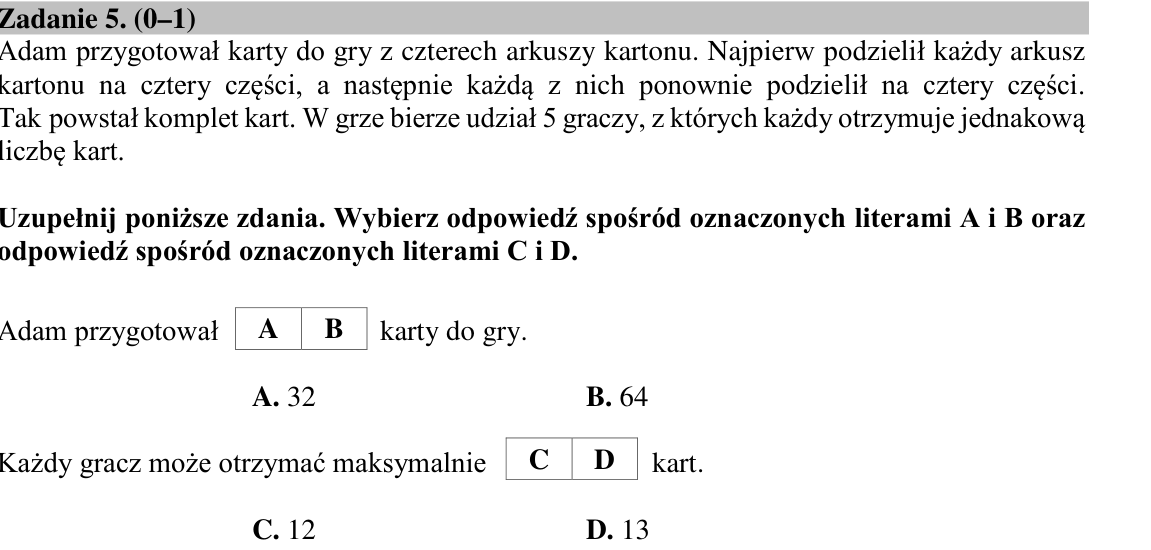 Zadanie 5. (0–1)
Adam przygotował karty do gry z czterech arkuszy kartonu. Najpierw podzielił każdy arkusz
kartonu na cztery części, a następnie każdą z nich ponownie podzielił na cztery części.
Tak powstał komplet kart. W grze bierze udział 5 graczy, z których każdy otrzymuje jednakową
liczbę kart.
Uzupełnij poniższe zdania. Wybierz odpowiedź spośród oznaczonych literami A i B oraz
odpowiedź spośród oznaczonych literami C i D.
Adam przygotował A B karty do gry.
A. 32 B. 64
Każdy gracz może otrzymać maksymalnie C D kart.
C. 12 D. 13